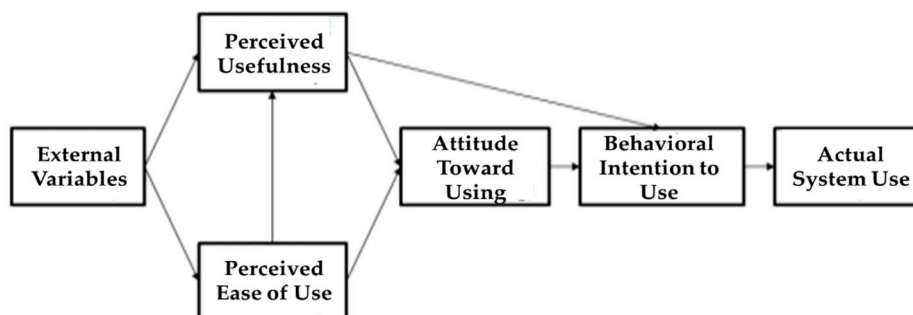 Perceived
Usefulness
External
Variables
Attitude
Toward
Using
Behavioral
Intention to
Use
Actual
System Use
Perceived
Ease of Use